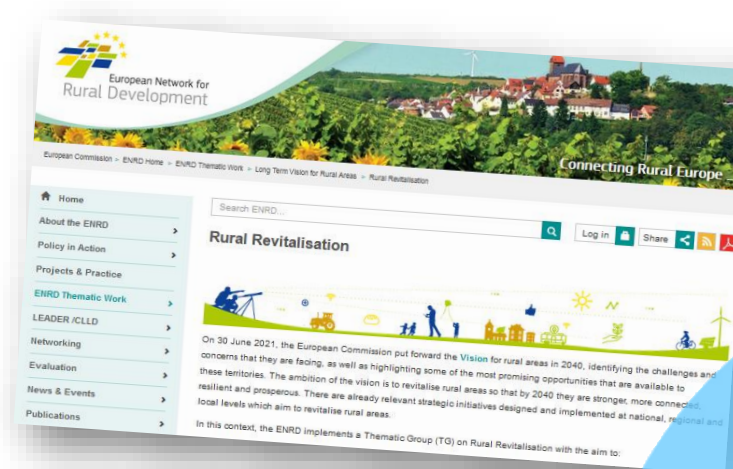 European Network for
Rural Development
Connecting Rural Europe ...
European Commission > ENRD Home > ENRD Thematic Work > Long Term Vision for Rural Areas > Rural Revitalisation
Home
About the ENRD
Policy in Action
Projects & Practice
ENRD Thematic Work
LEADER /CLLD
Networking
Evaluation
News & Events
Publications
Search ENRD...
Log in
Share
Rural Revitalisation
On 30 June 2021, the European Commission put forward the Vision for rural areas in 2040, identifying the challenges and
concerns that they are facing, as well as highlighting some of the most promising opportunities that are available to
these territories. The ambition of the vision is to revitalise rural areas so that by 2040 they are stronger, more connected,
resilient and prosperous. There are already relevant strategic initiatives designed and implemented at national, regional and
local levels which aim to revitalise rural areas.
In this context, the ENRD implements a Thematic Group (TG) on Rural Revitalisation with the aim to: